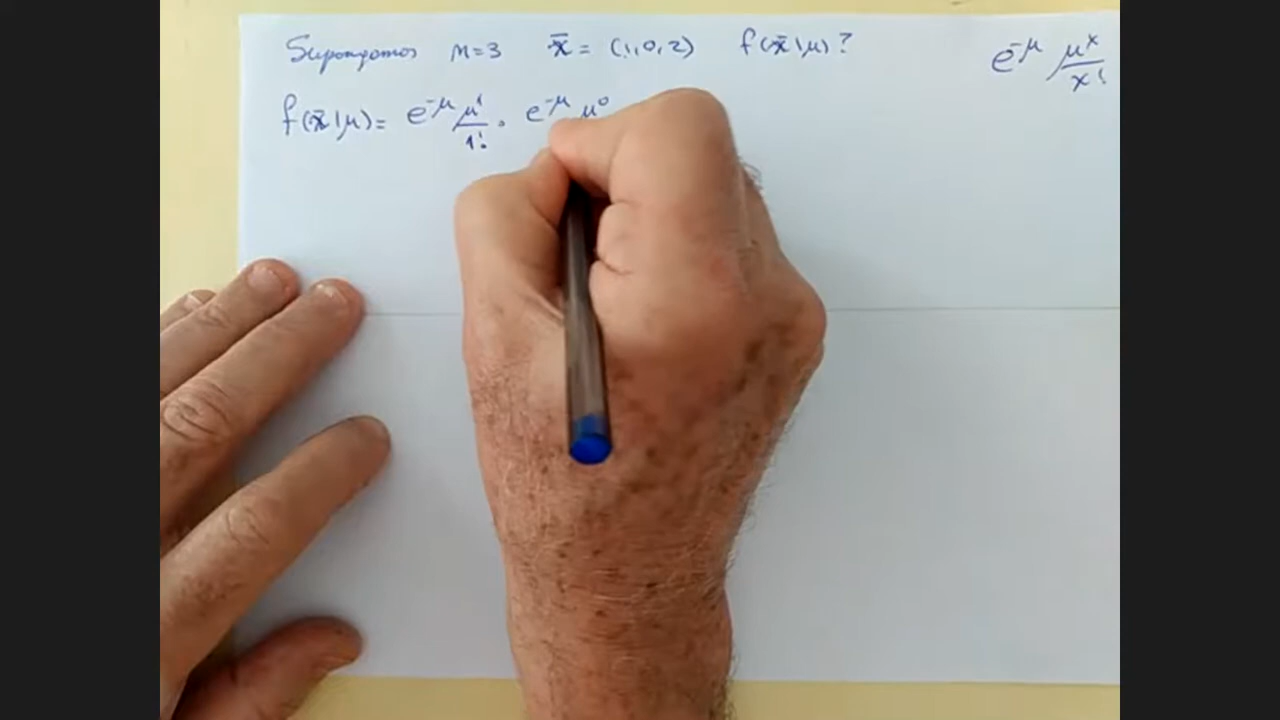 Supongamos n=3 x̄ = (1,0,2) f(x̄|μ)? e^-μ μ^x/x!
f(x̄|μ)= e^-μ μ^1/1! · e^-μ μ^0